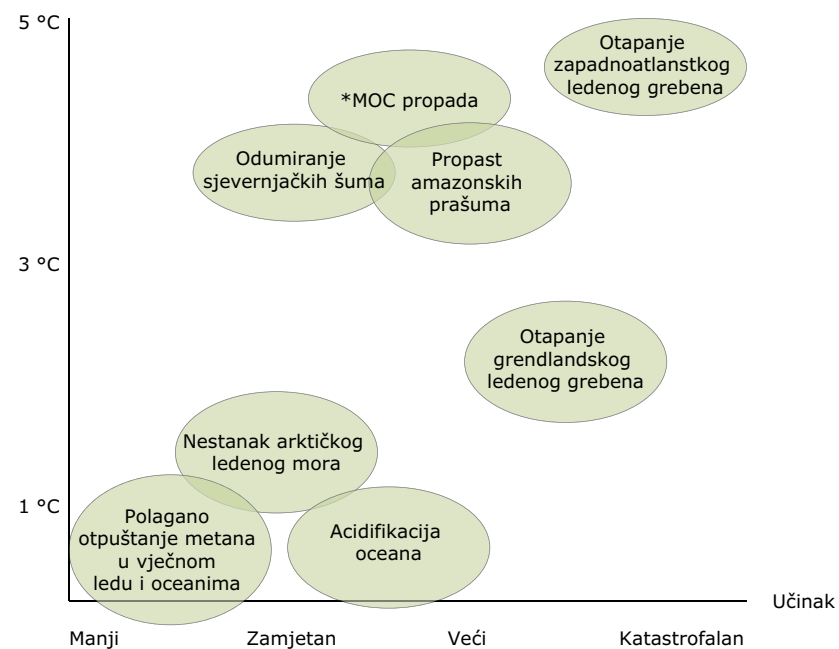 5 °C
Otapanje
zapadnoatlanstkog
ledenog grebena
*MOC propada
Odumiranje
sjevernjačkih šuma
Propast
amazonskih
prašuma
3 °C
Otapanje
grendlandskog
ledenog grebena
Nestanak arktičkog
ledenog mora
1 °C
Polagano
otpuštanje metana
u vječnom
ledu i oceanima
Acidifikacija
oceana
Učinak
Manji
Zamjetan
Veći
Katastrofalan